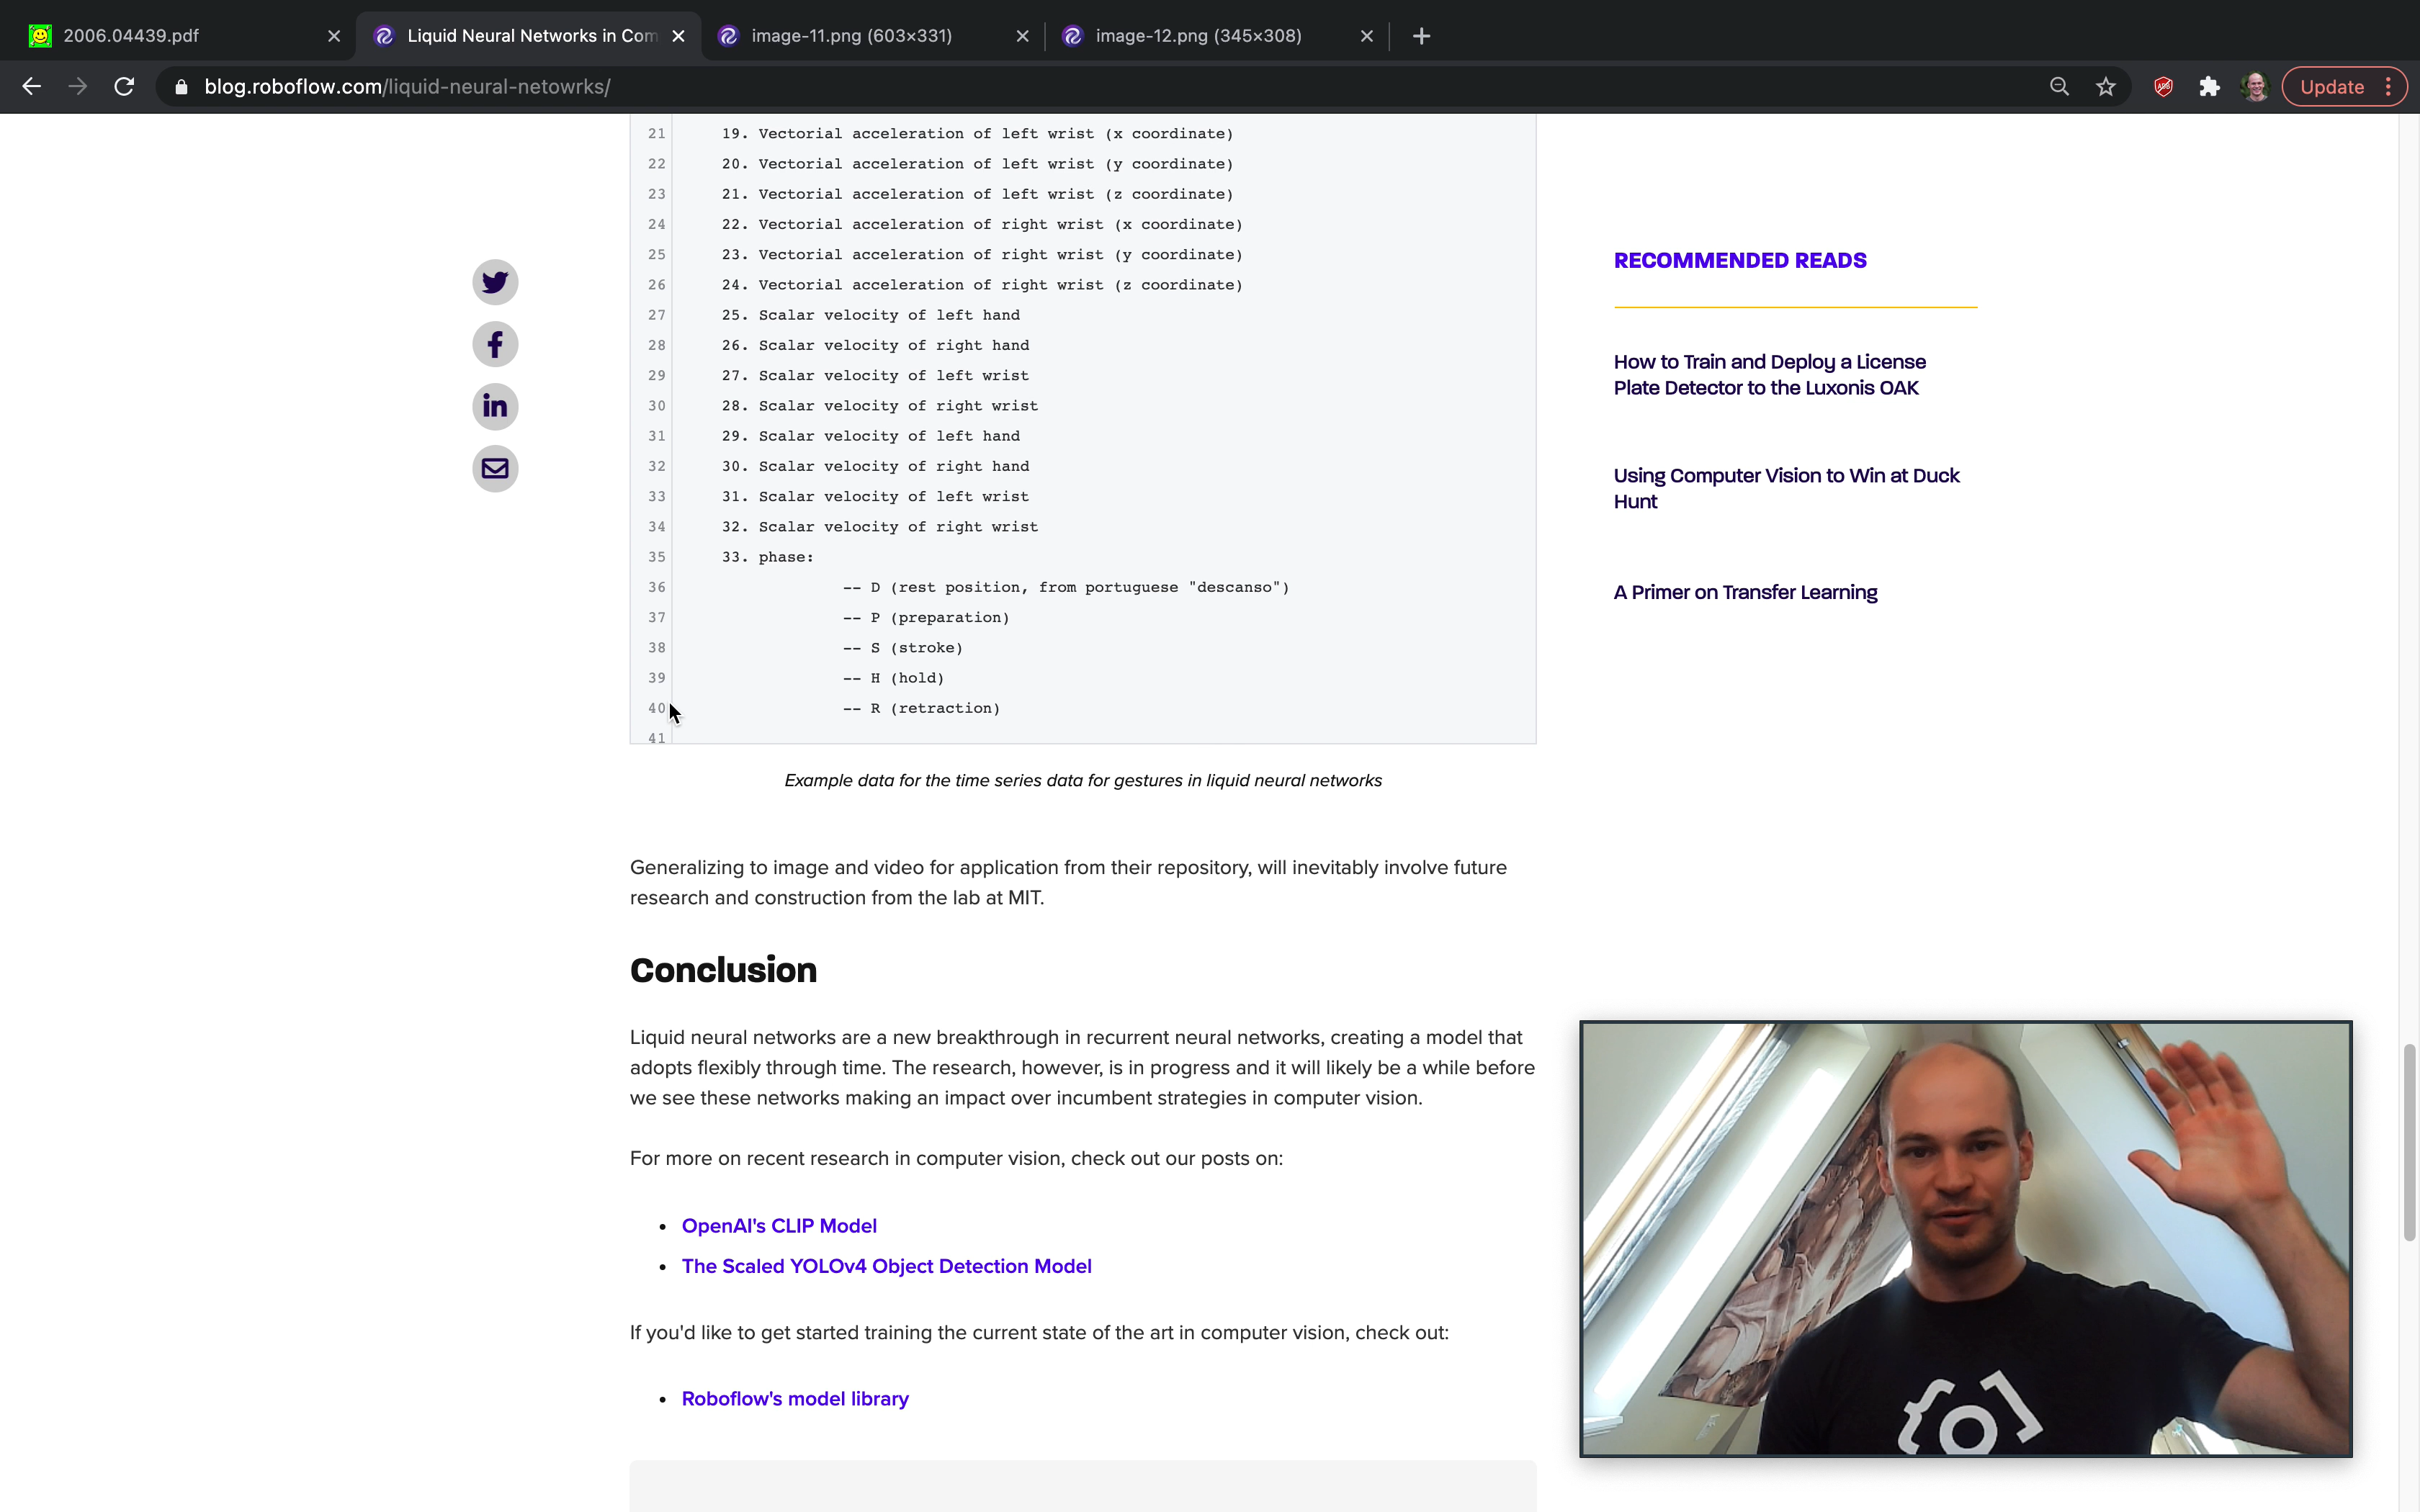 2006.04439.pdf
Liquid Neural Networks in Com
image-11.png (603×331)
image-12.png (345×308)
blog.roboflow.com/liquid-neural-netowrks/
Update
21 19. Vectorial acceleration of left wrist (x coordinate)
22 20. Vectorial acceleration of left wrist (y coordinate)
23 21. Vectorial acceleration of left wrist (z coordinate)
24 22. Vectorial acceleration of right wrist (x coordinate)
25 23. Vectorial acceleration of right wrist (y coordinate)
26 24. Vectorial acceleration of right wrist (z coordinate)
27 25. Scalar velocity of left hand
28 26. Scalar velocity of right hand
29 27. Scalar velocity of left wrist
30 28. Scalar velocity of right wrist
31 29. Scalar velocity of left hand
32 30. Scalar velocity of right hand
33 31. Scalar velocity of left wrist
34 32. Scalar velocity of right wrist
35 33. phase:
36 -- D (rest position, from portuguese "descanso")
37 -- P (preparation)
38 -- S (stroke)
39 -- H (hold)
40 -- R (retraction)
41
Example data for the time series data for gestures in liquid neural networks
Generalizing to image and video for application from their repository, will inevitably involve future
research and construction from the lab at MIT.
Conclusion
Liquid neural networks are a new breakthrough in recurrent neural networks, creating a model that
adopts flexibly through time. The research, however, is in progress and it will likely be a while before
we see these networks making an impact over incumbent strategies in computer vision.
For more on recent research in computer vision, check out our posts on:
• OpenAI's CLIP Model
• The Scaled YOLOv4 Object Detection Model
If you'd like to get started training the current state of the art in computer vision, check out:
• Roboflow's model library
RECOMMENDED READS
How to Train and Deploy a License
Plate Detector to the Luxonis OAK
Using Computer Vision to Win at Duck
Hunt
A Primer on Transfer Learning